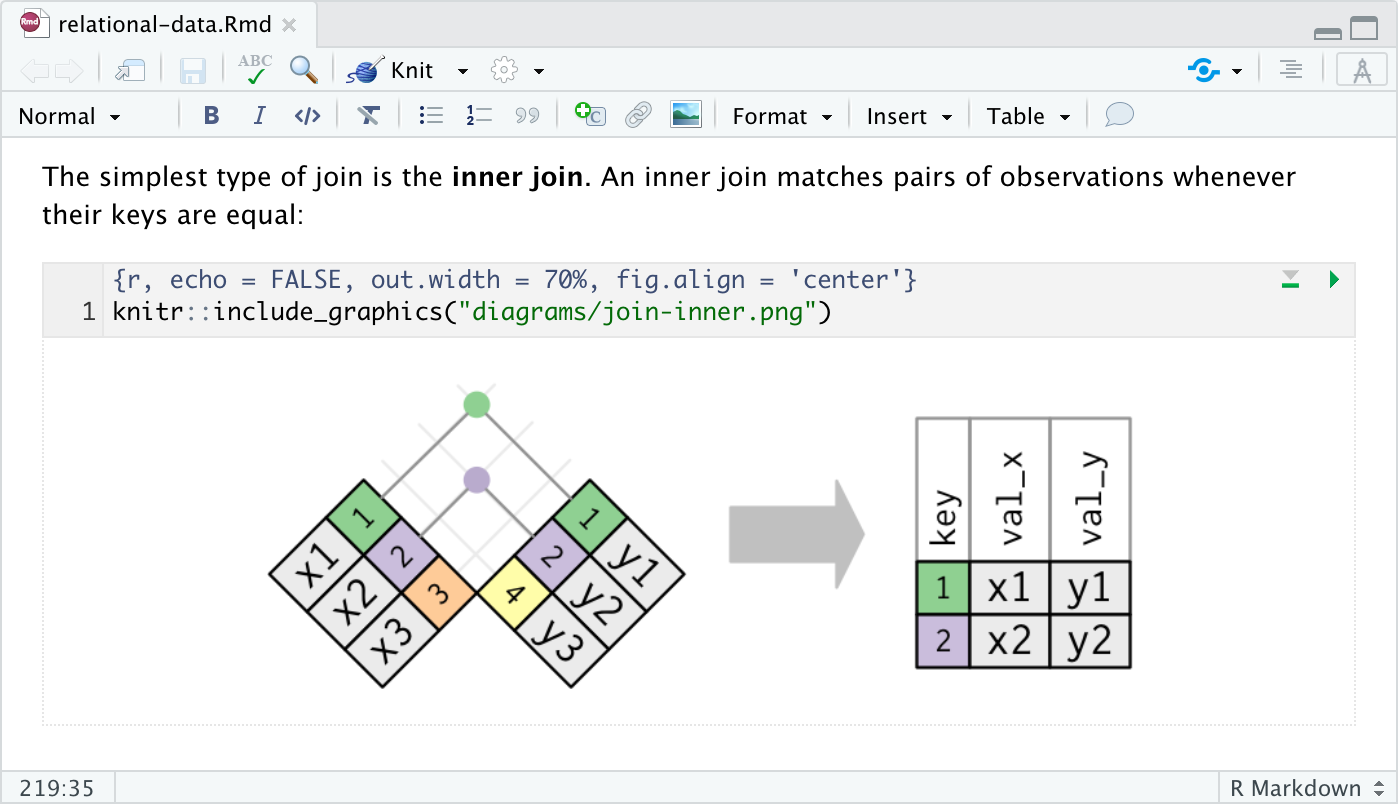 Rmd relational-data.Rmd
ABC Knit
Normal B I </> T 1 2 C Format Insert Table
The simplest type of join is the inner join. An inner join matches pairs of observations whenever
their keys are equal:
{r, echo = FALSE, out.width = 70%, fig.align = 'center'}
1 knitr::include_graphics("diagrams/join-inner.png")
1 x1
2 x2
3 x3
1 y1
2 y2
4 y3
key val_x val_y
1 x1 y1
2 x2 y2
219:35 R Markdown